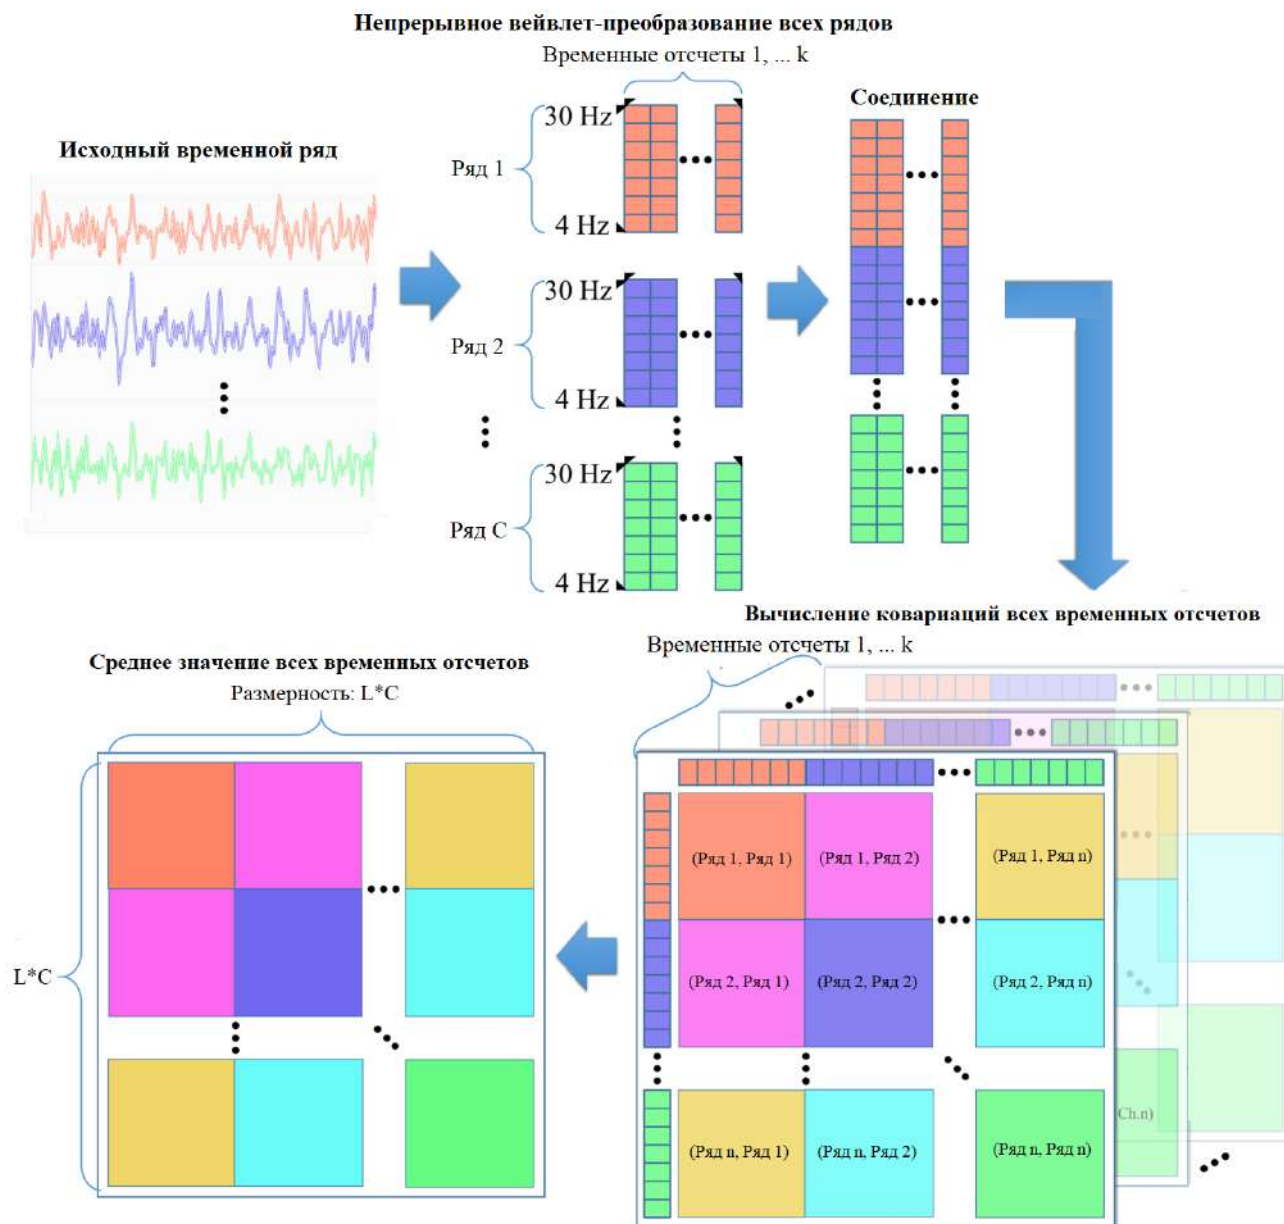 Непрерывное вейвлет-преобразование всех рядов
Временные отсчеты 1, ... k
Исходный временной ряд
Соединение
30 Hz
Ряд 1
4 Hz
30 Hz
Ряд 2
4 Hz
30 Hz
Ряд C
4 Hz
Вычисление ковариаций всех временных отсчетов
Временные отсчеты 1, ... k
Среднее значение всех временных отсчетов
Размерность: L*C
L*C
(Ряд 1, Ряд 1)
(Ряд 1, Ряд 2)
(Ряд 1, Ряд n)
(Ряд 2, Ряд 1)
(Ряд 2, Ряд 2)
(Ряд 2, Ряд n)
(Ряд n, Ряд 1)
(Ряд n, Ряд 2)
(Ряд n, Ряд n)
Ch.n)